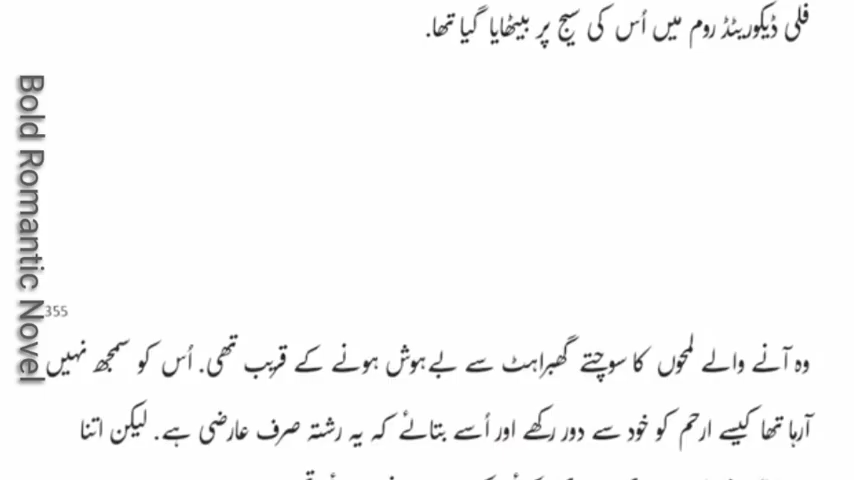 فلی ڈیکوریٹڈ روم میں اُس کی سیج پر بیٹھایا گیا تھا.
Bold Romantic Novel
355
وہ آنے والے لمحوں کا سوچتے گھبراہٹ سے بےہوش ہونے کے قریب تھی. اُس کو سمجھ نہیں
آرہا تھا کیسے ارحم کو خود سے دور رکھے اور اُسے بتائے کہ یہ رشتہ صرف عارضی ہے. لیکن اتنا